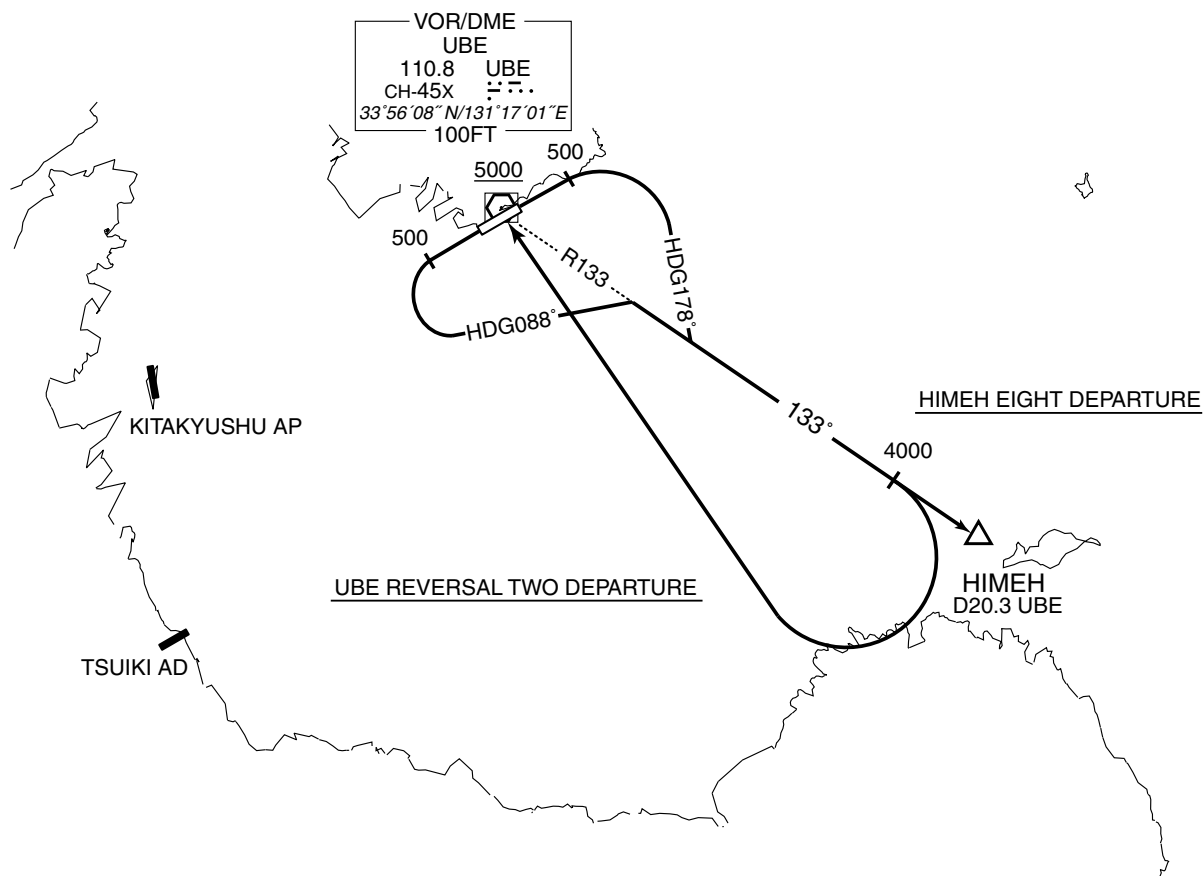 VOR/DME
UBE
110.8 UBE
CH-45X
33°56´08˝ N/131°17´01˝E
100FT
500
5000
500
R133
HDG178°
HDG088°
KITAKYUSHU AP
133°
HIMEH EIGHT DEPARTURE
4000
UBE REVERSAL TWO DEPARTURE
HIMEH
D20.3 UBE
TSUIKI AD